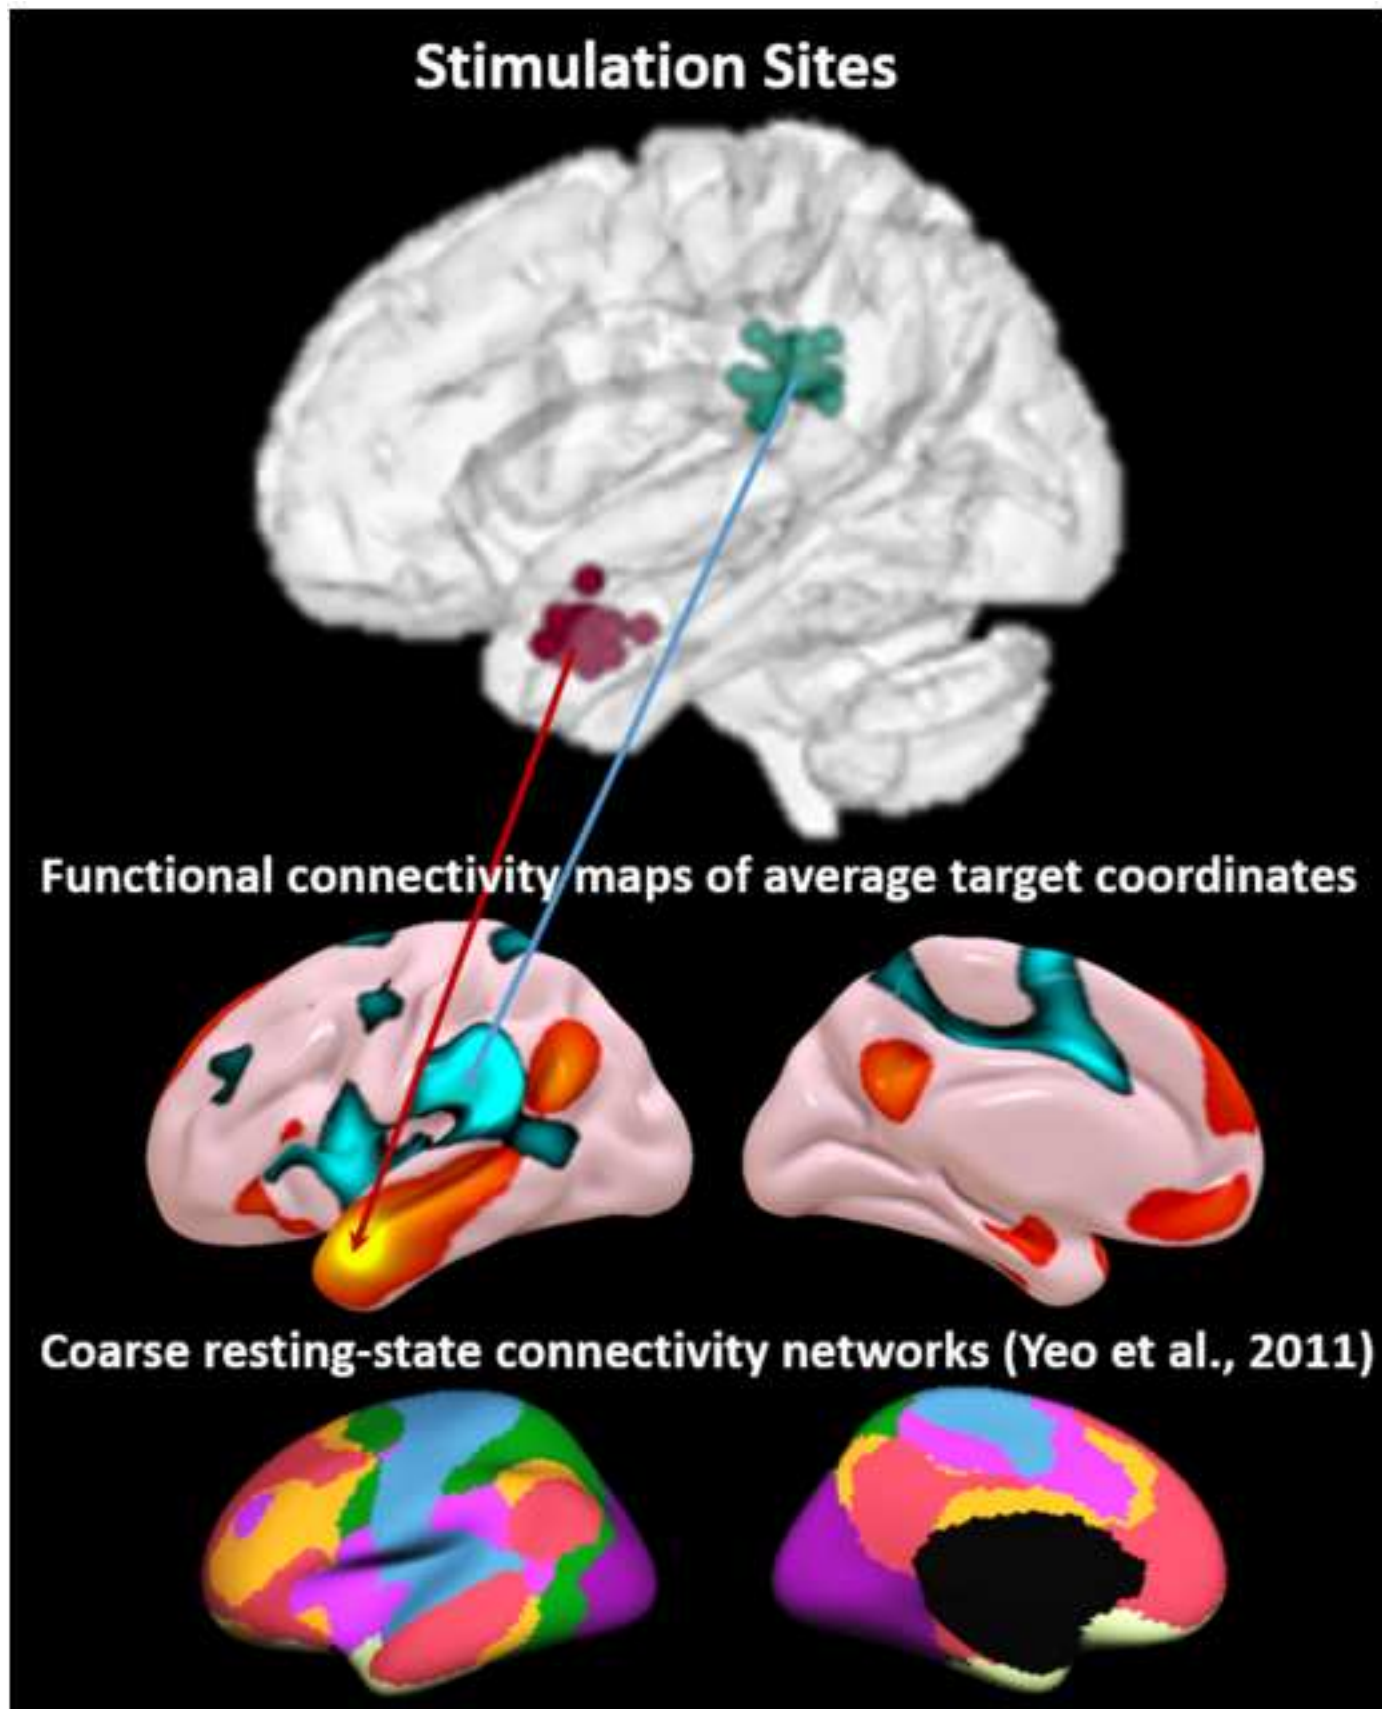 Stimulation Sites
Functional connectivity maps of average target coordinates
Coarse resting-state connectivity networks (Yeo et al., 2011)